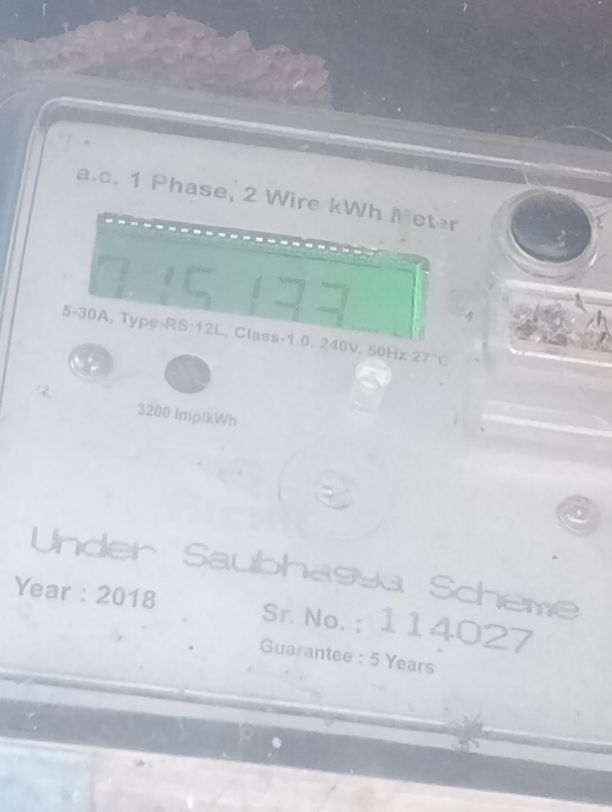 a.c. 1 Phase, 2 Wire kWh Meter
5-30A, Type-RS 12L, Class-1.0, 240V, 50Hz 27°C
3200 Imp/kWh
Under Saubhagya Scheme
Year : 2018
Sr. No. : 114027
Guarantee : 5 Years